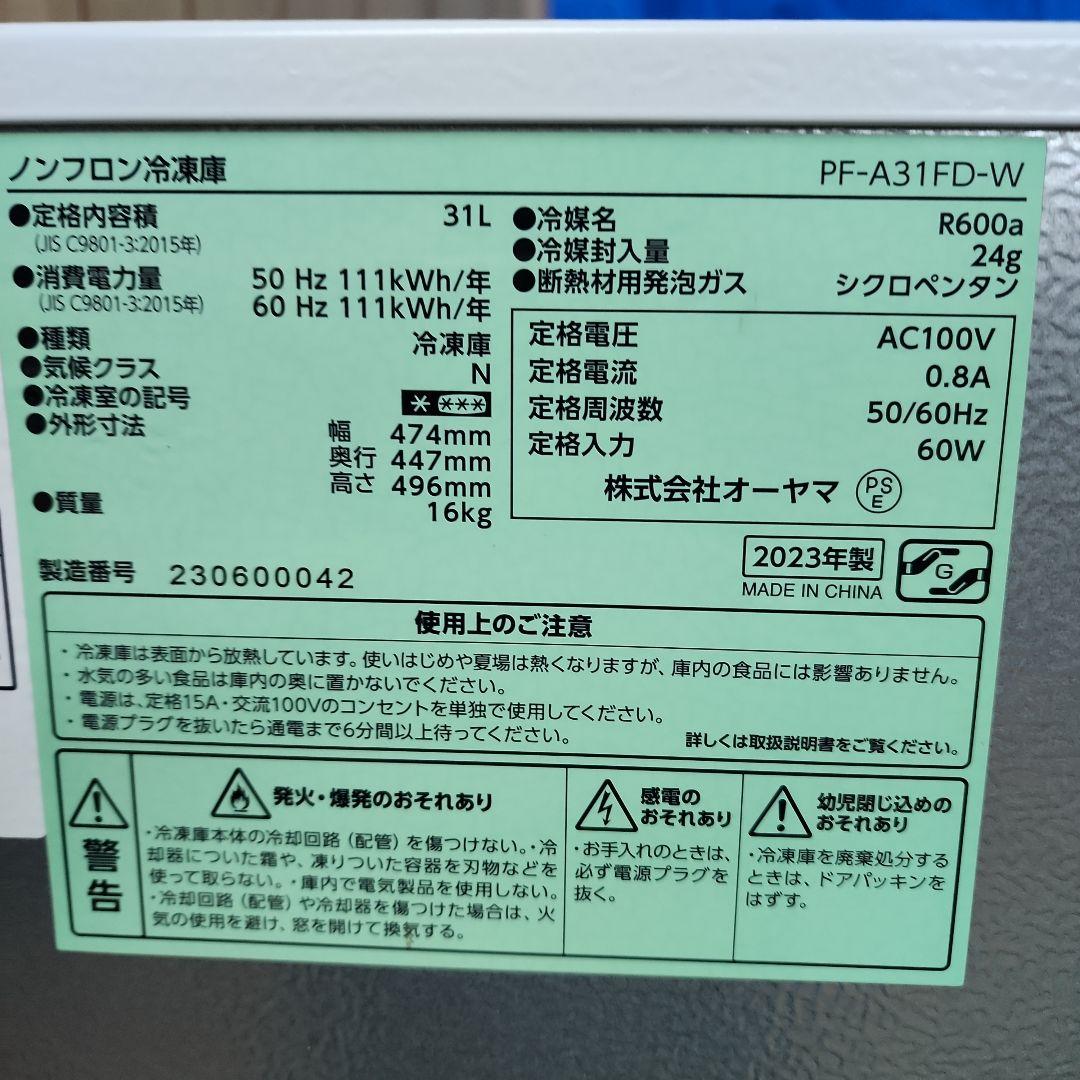 ノンフロン冷凍庫 PF-A31FD-W
●定格内容積 31L
(JIS C9801-3:2015年)
●消費電力量 50 Hz 111kWh/年
(JIS C9801-3:2015年) 60 Hz 111kWh/年
●種類 冷凍庫
●気候クラス N
●冷凍室の記号 * ***
●外形寸法 幅 474mm
奥行 447mm
高さ 496mm
●質量 16kg
●冷媒名 R600a
●冷媒封入量 24g
●断熱材用発泡ガス シクロペンタン
定格電圧 AC100V
定格電流 0.8A
定格周波数 50/60Hz
定格入力 60W
株式会社オーヤマ PSE
製造番号 230600042
2023年製
MADE IN CHINA
G
使用上のご注意
・冷凍庫は表面から放熱しています。使いはじめや夏場は熱くなりますが、庫内の食品には影響ありません。
・水気の多い食品は庫内の奥に置かないでください。
・電源は、定格15A・交流100Vのコンセントを単独で使用してください。
・電源プラグを抜いたら通電まで6分間以上待ってください。
詳しくは取扱説明書をご覧ください。
警告
発火・爆発のおそれあり
・冷凍庫本体の冷却回路（配管）を傷つけない。・冷
却器についた霜や、凍りついた容器を刃物などを
使って取らない。・庫内で電気製品を使用しない。
・冷却回路（配管）や冷却器を傷つけた場合は、火
気の使用を避け、窓を開けて換気する。
感電の
おそれあり
・お手入れのときは、
必ず電源プラグを
抜く。
幼児閉じ込めの
おそれあり
・冷凍庫を廃棄処分する
ときは、ドアパッキンを
はずす。